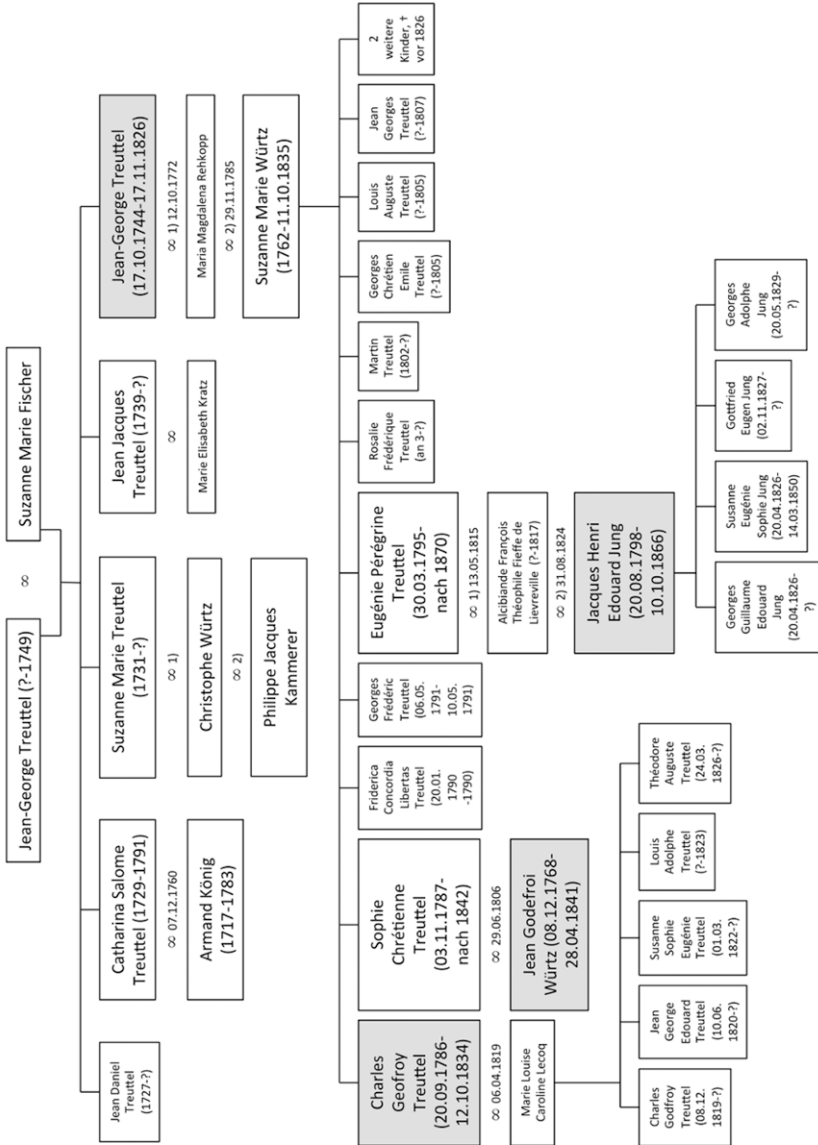 Jean-George Treuttel (?-1749)
∞
Suzanne Marie Fischer
Jean Daniel
Treuttel
(1727-?)
Catharina Salome
Treuttel (1729-1791)
∞ 07.12.1760
Armand König
(1717-1783)
Suzanne Marie Treuttel
(1731-?)
∞ 1)
Christophe Würtz
∞ 2)
Philippe Jacques
Kammerer
Jean Jacques
Treuttel (1739-?)
∞
Marie Elisabeth Kratz
Jean-George Treuttel
(17.10.1744-17.11.1826)
∞ 1) 12.10.1772
Maria Magdalena Rehkopp
∞ 2) 29.11.1785
Suzanne Marie Würtz
(1762-11.10.1835)
Charles
Geofroy
Treuttel
(20.09.1786-
12.10.1834)
∞ 06.04.1819
Marie Louise
Caroline Lecoq
Sophie
Chrétienne
Treuttel
(03.11.1787-
nach 1842)
∞ 29.06.1806
Jean Godefroi
Würtz (08.12.1768-
28.04.1841)
Friderica
Concordia
Libertas
Treuttel
(20.01.
1790
-1790)
Georges
Frédéric
Treuttel
(06.05.
1791-
10.05.
1791)
Eugénie Pérégrine
Treuttel
(30.03.1795-
nach 1870)
∞ 1) 13.05.1815
Alcibiande François
Théophile Fieffe de
Lievreville (?-1817)
∞ 2) 31.08.1824
Jacques Henri
Edouard Jung
(20.08.1798-
10.10.1866)
Rosalie
Frédérique
Treuttel
(an 3-?)
Martin
Treuttel
(1802-?)
Georges
Chrétien
Emile
Treuttel
(?-1805)
Louis
Auguste
Treuttel
(?-1805)
Jean
Georges
Treuttel
(?-1807)
2
weitere
Kinder, †
vor 1826
Charles
Godfroy
Treuttel
(08.12.
1819-?)
Jean
George
Edouard
Treuttel
(10.06.
1820-?)
Susanne
Sophie
Eugénie
Treuttel
(01.03.
1822-?)
Louis
Adolphe
Treuttel
(?-1823)
Théodore
Auguste
Treuttel
(24.03.
1826-?)
Georges
Guillaume
Edouard
Jung
(20.04.1826-
?)
Susanne
Eugénie
Sophie Jung
(20.04.1826-
14.03.1850)
Gottfried
Eugen Jung
(02.11.1827-
?)
Georges
Adolphe
Jung
(20.05.1829-
?)